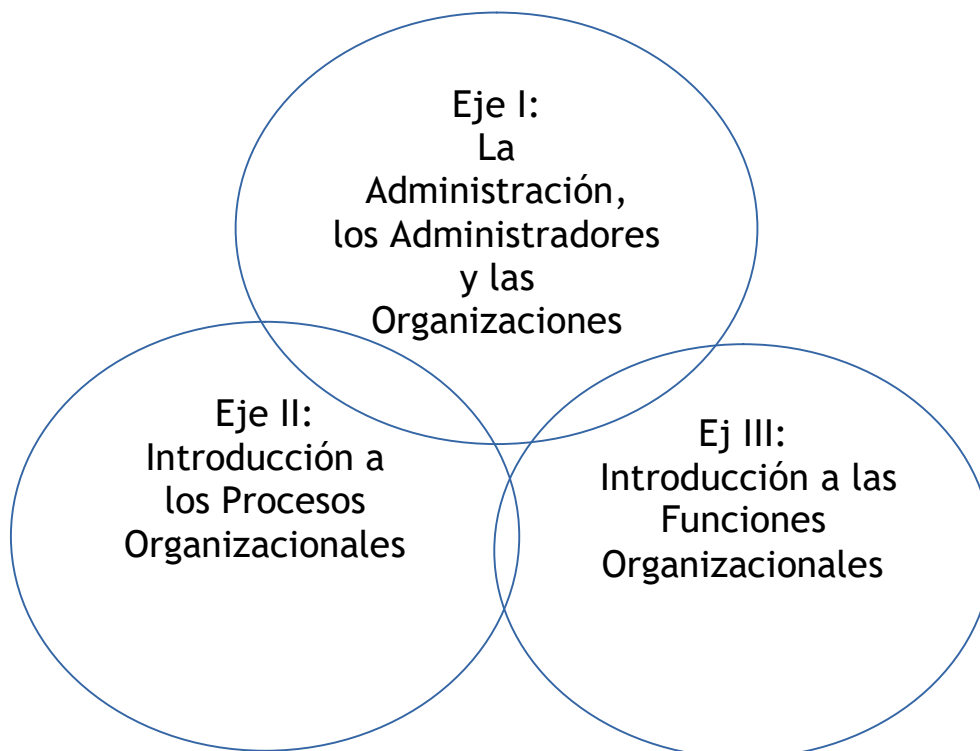 Eje I:
La
Administración,
los Administradores
y las
Organizaciones
Eje II:
Introducción a
los Procesos
Organizacionales
Ej III:
Introducción a las
Funciones
Organizacionales